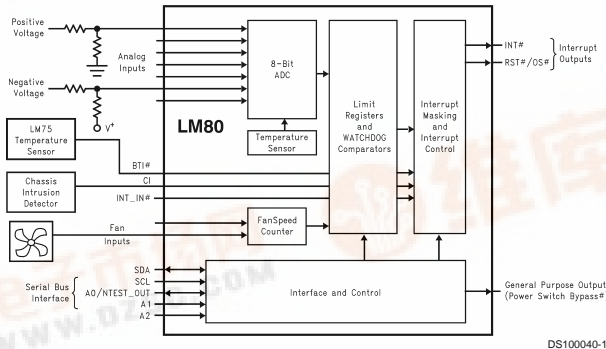 Positive
Voltage
Analog
Inputs
Negative
Voltage
V+
LM80
8-Bit
ADC
Temperature
Sensor
Limit
Registers
and
WATCHDOG
Comparators
Interrupt
Masking
and
Interrupt
Control
INT#
RST#/OS#
Interrupt
Outputs
LM75
Temperature
Sensor
BTI#
Chassis
Intrusion
Detector
CI
INT_IN#
Fan
Inputs
FanSpeed
Counter
Serial Bus
Interface
SDA
SCL
A0/NTEST_OUT
A1
A2
Interface and Control
General Purpose Output
(Power Switch Bypass#
DS100040-1